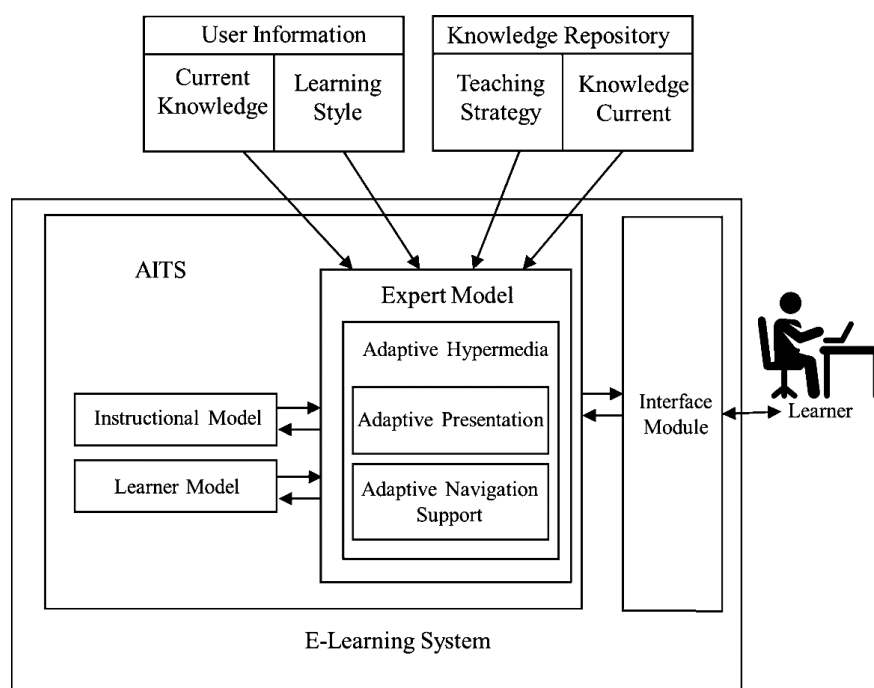 User Information
Knowledge Repository
Current
Knowledge
Learning
Style
Teaching
Strategy
Knowledge
Current
AITS
Expert Model
Adaptive Hypermedia
Instructional Model
Adaptive Presentation
Learner Model
Adaptive Navigation
Support
Interface
Module
Learner
E-Learning System